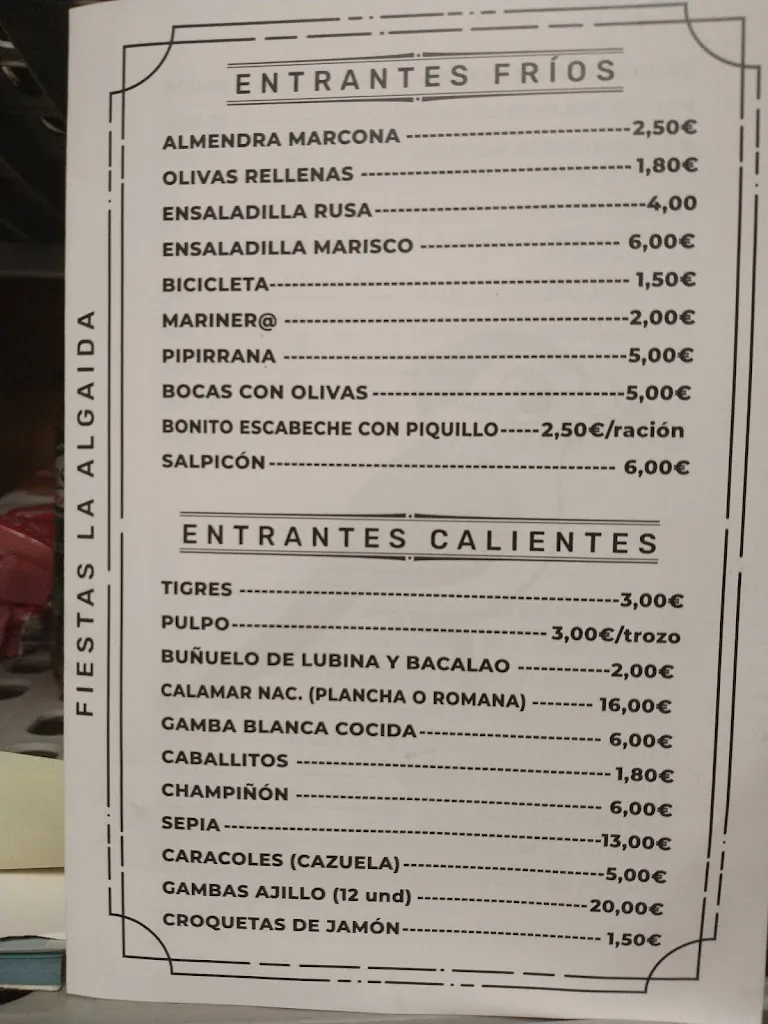 FIESTAS LA ALGAIDA
ENTRANTES FRÍOS
ALMENDRA MARCONA ----------------------------2,50€
OLIVAS RELLENAS ----------------------------------1,80€
ENSALADILLA RUSA----------------------------------4,00
ENSALADILLA MARISCO ------------------------- 6,00€
BICICLETA--------------------------------------------- 1,50€
MARINER@ -------------------------------------------2,00€
PIPIRRANA -------------------------------------------5,00€
BOCAS CON OLIVAS -------------------------------5,00€
BONITO ESCABECHE CON PIQUILLO-----2,50€/ración
SALPICÓN ------------------------------------------- 6,00€
ENTRANTES CALIENTES
TIGRES -----------------------------------------------3,00€
PULPO--------------------------------------- 3,00€/trozo
BUÑUELO DE LUBINA Y BACALAO ------------2,00€
CALAMAR NAC. (PLANCHA O ROMANA) -------- 16,00€
GAMBA BLANCA COCIDA----------------------- 6,00€
CABALLITOS --------------------------------------- 1,80€
CHAMPIÑÓN --------------------------------------- 6,00€
SEPIA -----------------------------------------------13,00€
CARACOLES (CAZUELA)-------------------------5,00€
GAMBAS AJILLO (12 und) ---------------------20,00€
CROQUETAS DE JAMÓN------------------------- 1,50€